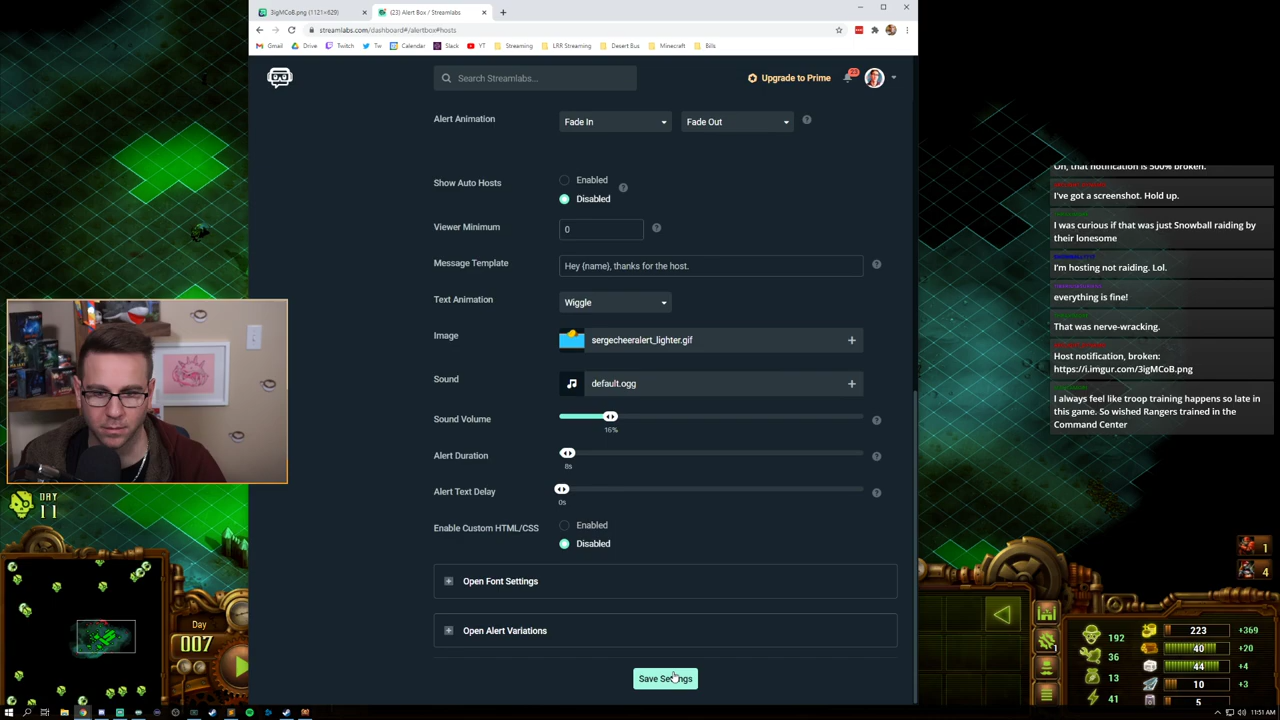 3igMCoB.png (1121×629)
(23) Alert Box / Streamlabs
streamlabs.com/dashboard#/alertbox#hosts
Gmail Drive Twitch Tw Calendar Slack YT Streaming LRR Streaming Desert Bus Minecraft Bills
Search Streamlabs...
Upgrade to Prime
23
Alert Animation
Fade In
Fade Out
Show Auto Hosts
Enabled
Disabled
Viewer Minimum
0
Message Template
Hey {name}, thanks for the host.
Text Animation
Wiggle
Image
sergecheeralert_lighter.gif
Sound
default.ogg
Sound Volume
16%
Alert Duration
8s
Alert Text Delay
0s
Enable Custom HTML/CSS
Enabled
Disabled
Open Font Settings
Open Alert Variations
Save Settings
Oh, that notification is 500% broken.
I've got a screenshot. Hold up.
I was curious if that was just Snowball raiding by
their lonesome
I'm hosting not raiding. Lol.
everything is fine!
That was nerve-wracking.
Host notification, broken:
https://i.imgur.com/3igMCoB.png
I always feel like troop training happens so late in
this game. So wished Rangers trained in the
Command Center
DAY
11
Day
007
1
4
192
36
41
223 +369
40 +20
44 +4
10 +3
5
11:51 AM